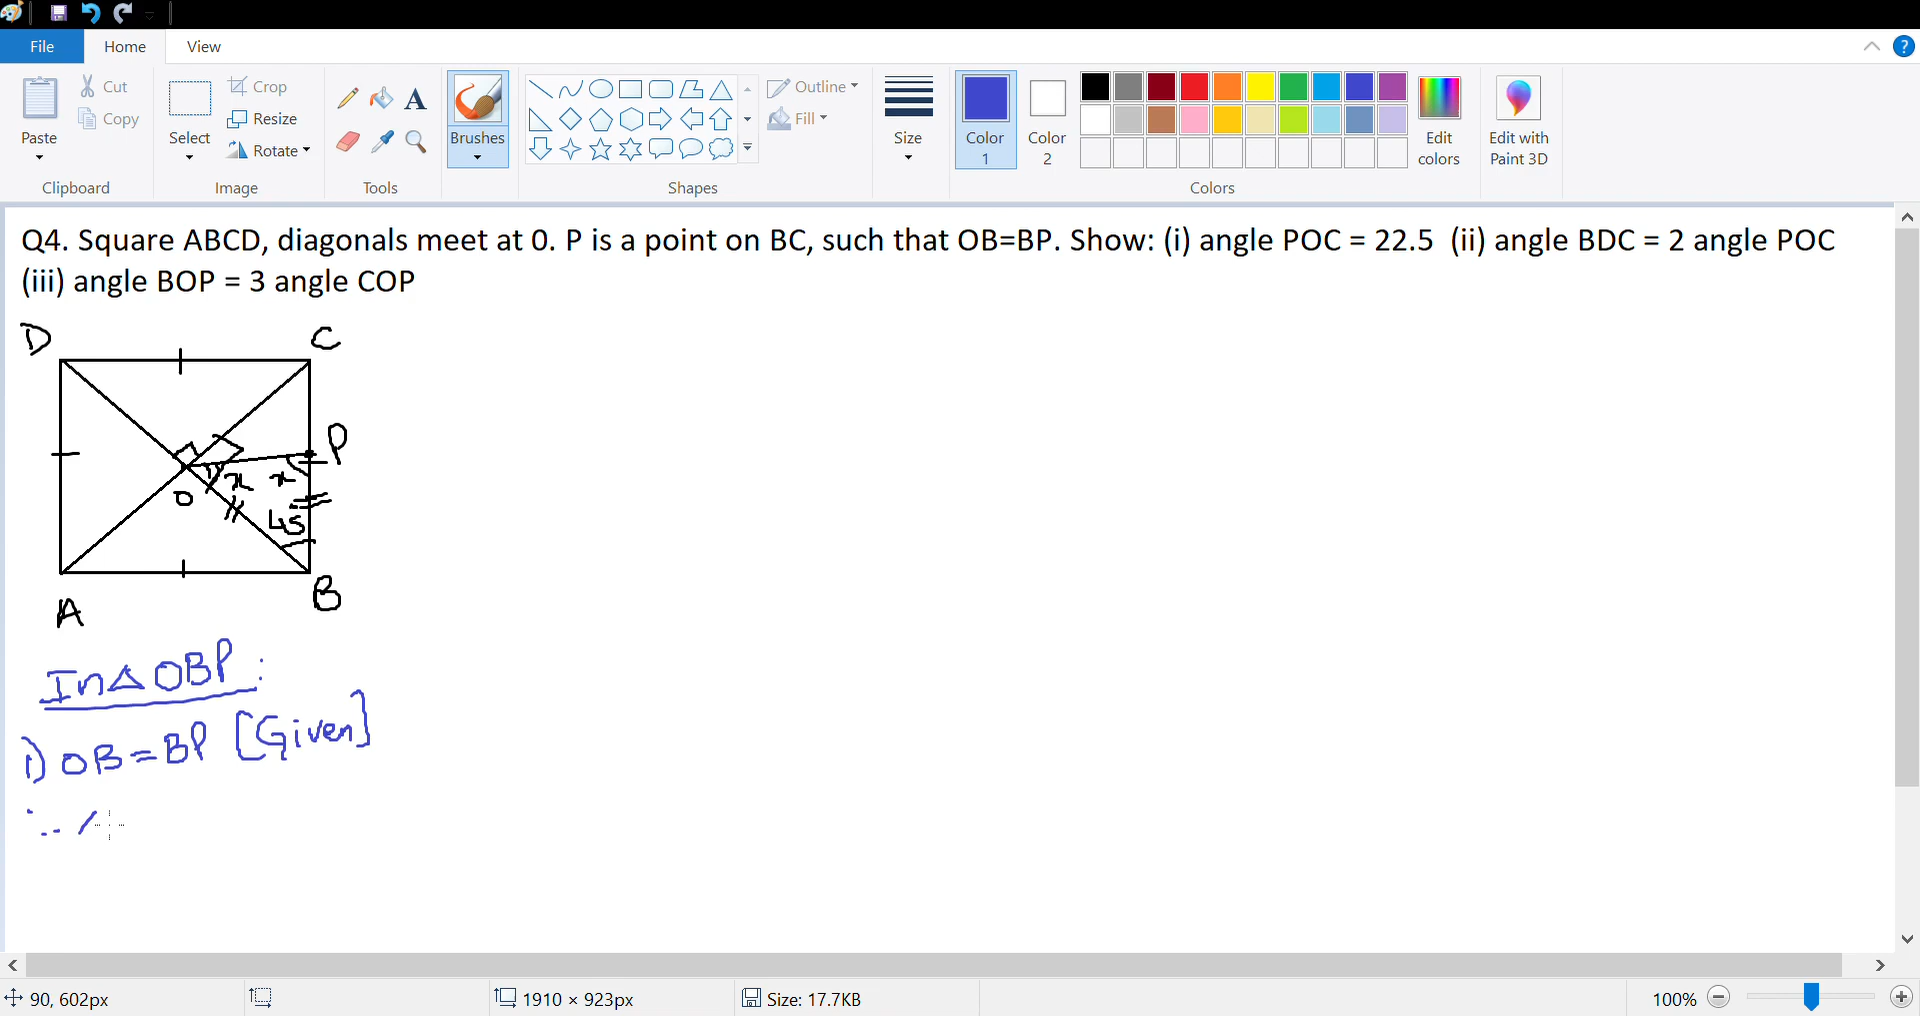 File Home View
Paste
Cut
Copy
Clipboard
Select
Crop
Resize
Rotate
Image
A
Tools
Brushes
Shapes
Outline
Fill
Size
Color 1
Color 2
Colors
Edit colors
Edit with Paint 3D
?
Q4. Square ABCD, diagonals meet at 0. P is a point on BC, such that OB=BP. Show: (i) angle POC = 22.5 (ii) angle BDC = 2 angle POC
(iii) angle BOP = 3 angle COP
D C
P
x x
O
45
A B
In△ OBP :
1) OB = BP [Given]
∴ ∠
90, 602px
1910 × 923px
Size: 17.7KB
100%